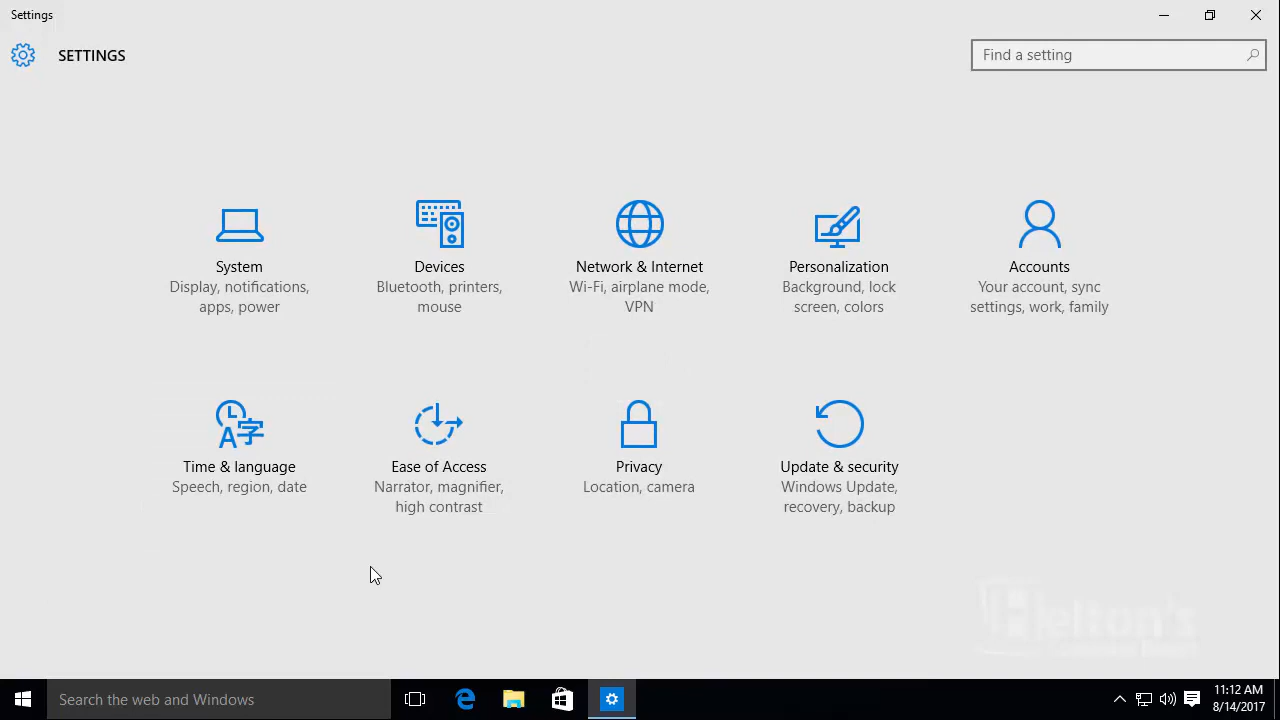 Settings
SETTINGS
Find a setting
System
Display, notifications,
apps, power
Devices
Bluetooth, printers,
mouse
Network & Internet
Wi-Fi, airplane mode,
VPN
Personalization
Background, lock
screen, colors
Accounts
Your account, sync
settings, work, family
Time & language
Speech, region, date
Ease of Access
Narrator, magnifier,
high contrast
Privacy
Location, camera
Update & security
Windows Update,
recovery, backup
Helton's
Search the web and Windows
11:12 AM
8/14/2017